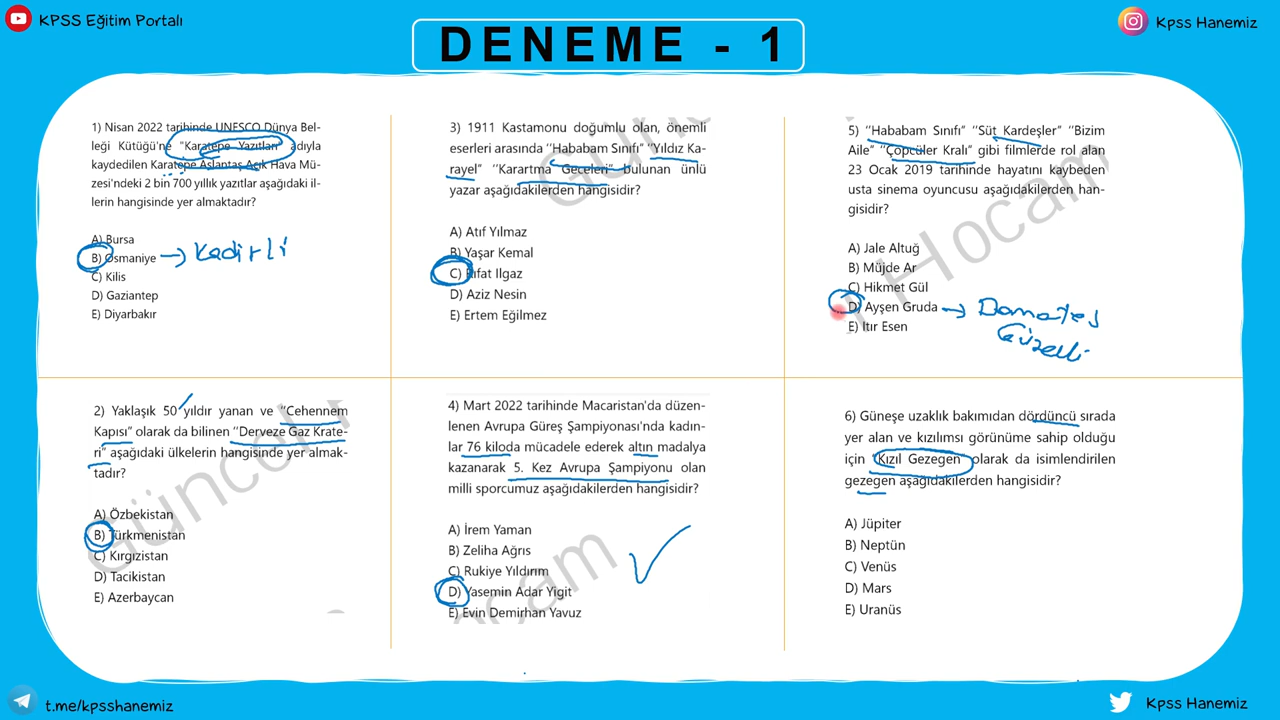 KPSS Eğitim Portalı
DENEME - 1
Kpss Hanemiz
1) Nisan 2022 tarihinde UNESCO Dünya Bel-
leği Kütüğü'ne "Karatepe Yazıtları" adıyla
kaydedilen Karatepe Aslantaş Açık Hava Mü-
zesi'ndeki 2 bin 700 yıllık yazıtlar aşağıdaki il-
lerin hangisinde yer almaktadır?
A) Bursa
B) Osmaniye → Kadirli
C) Kilis
D) Gaziantep
E) Diyarbakır
2) Yaklaşık 50 yıldır yanan ve "Cehennem
Kapısı" olarak da bilinen "Derveze Gaz Krate-
ri" aşağıdaki ülkelerin hangisinde yer almak-
tadır?
A) Özbekistan
B) Türkmenistan
C) Kırgızistan
D) Tacikistan
E) Azerbaycan
3) 1911 Kastamonu doğumlu olan, önemli
eserleri arasında "Hababam Sınıfı" "Yıldız Ka-
rayel" "Karartma Geceleri" bulunan ünlü
yazar aşağıdakilerden hangisidir?
A) Atıf Yılmaz
B) Yaşar Kemal
C) Rıfat Ilgaz
D) Aziz Nesin
E) Ertem Eğilmez
4) Mart 2022 tarihinde Macaristan'da düzen-
lenen Avrupa Güreş Şampiyonası'nda kadın-
lar 76 kiloda mücadele ederek altın madalya
kazanarak 5. Kez Avrupa Şampiyonu olan
milli sporcumuz aşağıdakilerden hangisidir?
A) İrem Yaman
B) Zeliha Ağrıs
C) Rukiye Yıldırım
D) Yasemin Adar Yigit
E) Evin Demirhan Yavuz
5) "Hababam Sınıfı" "Süt Kardeşler" "Bizim
Aile" "Çopcüler Kralı" gibi filmlerde rol alan
23 Ocak 2019 tarihinde hayatını kaybeden
usta sinema oyuncusu aşağıdakilerden han-
gisidir?
A) Jale Altuğ
B) Müjde Ar
C) Hikmet Gül
D) Ayşen Gruda → Domates
Güzeli
E) Itır Esen
6) Güneşe uzaklık bakımıdan dördüncü sırada
yer alan ve kızılımsı görünüme sahip olduğu
için "Kızıl Gezegen" olarak da isimlendirilen
gezegen aşağıdakilerden hangisidir?
A) Jüpiter
B) Neptün
C) Venüs
D) Mars
E) Uranüs
t.me/kpsshanemiz
Kpss Hanemiz